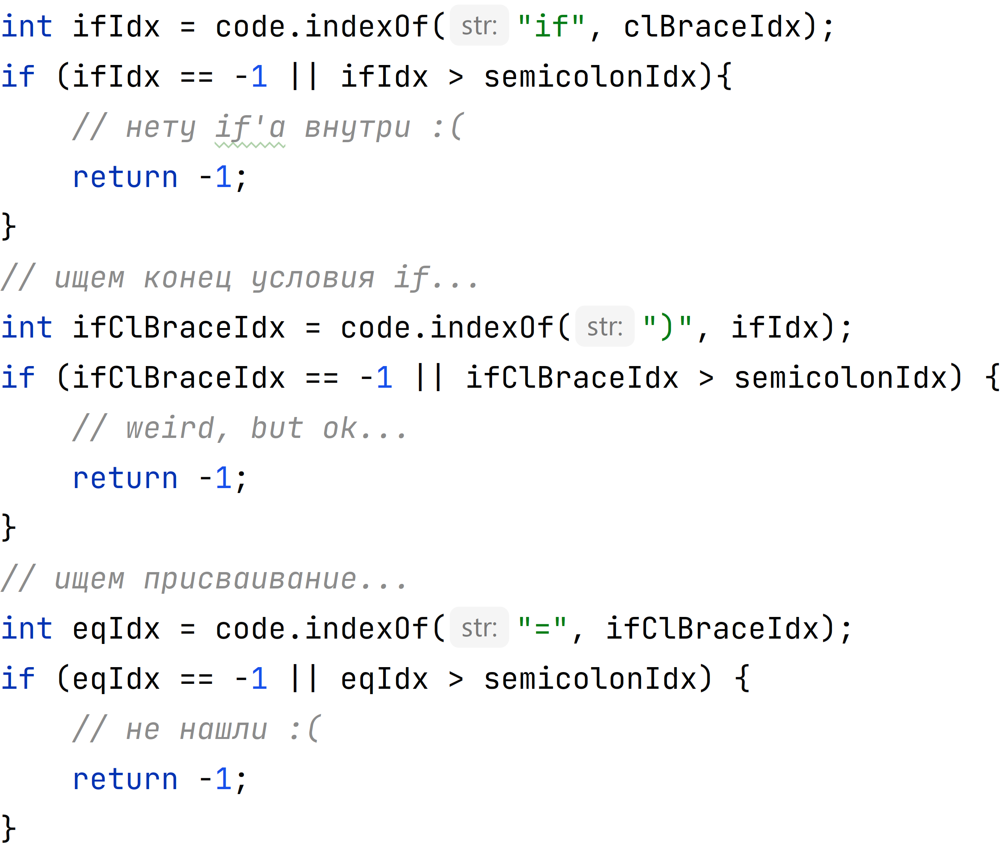 int ifIdx = code.indexOf( str: "if", clBraceIdx);
if (ifIdx == -1 || ifIdx > semicolonIdx){
    // нету if'а внутри :(
    return -1;
}
// ищем конец условия if...
int ifClBraceIdx = code.indexOf( str: ")", ifIdx);
if (ifClBraceIdx == -1 || ifClBraceIdx > semicolonIdx) {
    // weird, but ok...
    return -1;
}
// ищем присваивание...
int eqIdx = code.indexOf( str: "=", ifClBraceIdx);
if (eqIdx == -1 || eqIdx > semicolonIdx) {
    // не нашли :(
    return -1;
}